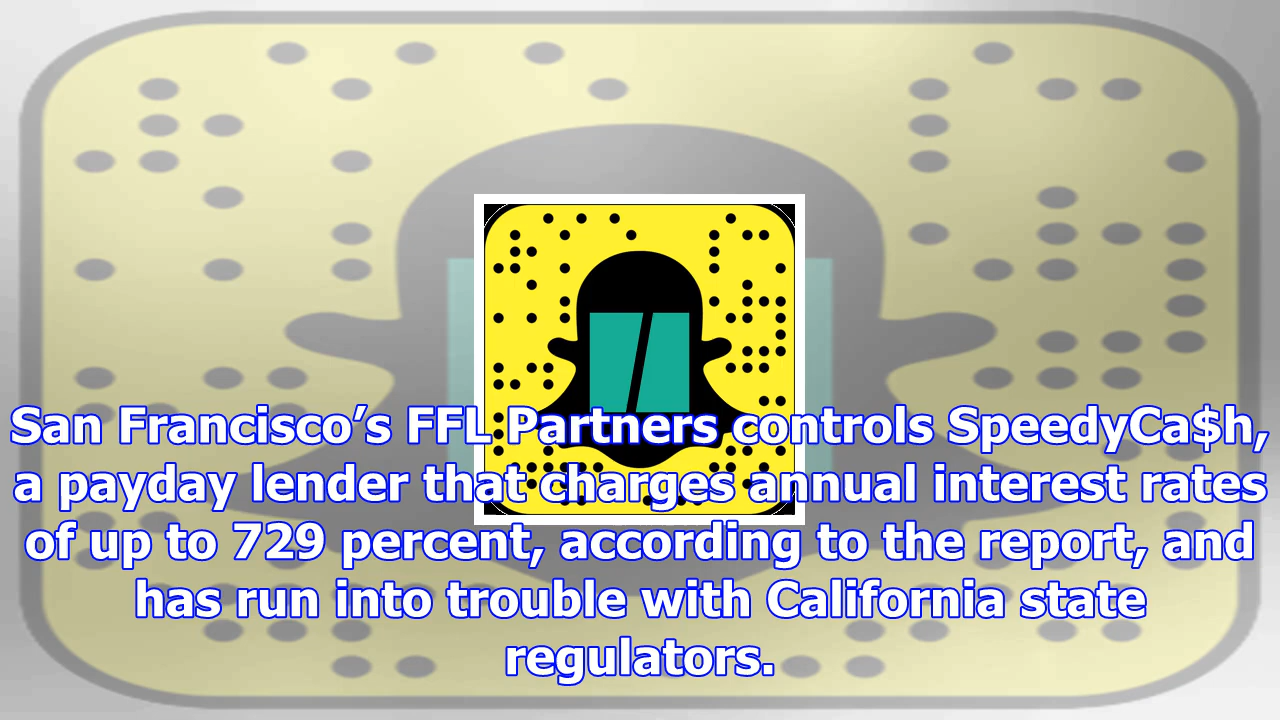 San Francisco’s FFL Partners controls SpeedyCa$h,
a payday lender that charges annual interest rates
of up to 729 percent, according to the report, and
has run into trouble with California state
regulators.